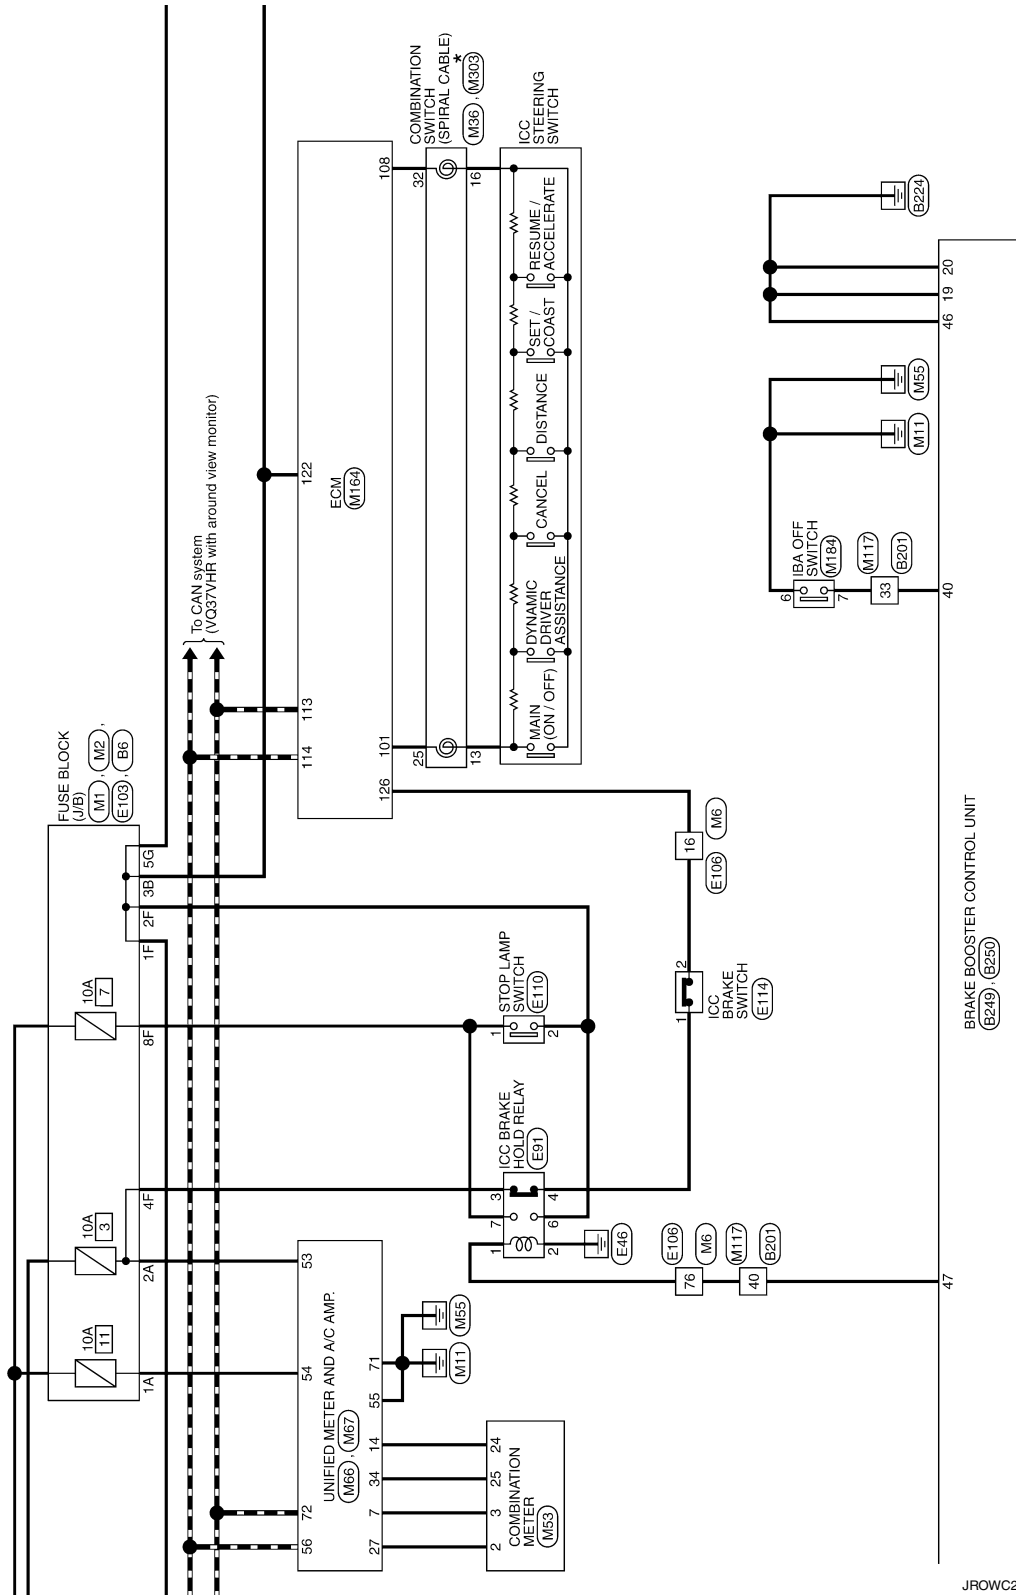 FUSE BLOCK
(J/B)
M1 , M2 ,
E103 , B6
10A
11
10A
3
10A
7
1A
2A
4F
8F
1F
2F
3B
5G
To CAN system
(VQ37VHR with around view monitor)
56
72
54
53
UNIFIED METER AND A/C AMP.
M66 , M67
27
7
34
14
55
71
M11
M55
2
3
25
24
COMBINATION
METER
M53
114
113
122
ECM
M164
126
101
108
25
32
COMBINATION
SWITCH
(SPIRAL CABLE)
*
M36 , M303
13
16
ICC
STEERING
SWITCH
MAIN
(ON / OFF)
DYNAMIC
DRIVER
ASSISTANCE
CANCEL
DISTANCE
SET /
COAST
RESUME /
ACCELERATE
ICC BRAKE
HOLD RELAY
E91
1
7
3
2
6
4
E46
STOP LAMP
SWITCH
E110
1
2
E106
M6
16
1
2
ICC
BRAKE
SWITCH
E114
E106
M6
76
M117
B201
40
47
IBA OFF
SWITCH
M184
6
7
M117
B201
33
40
M11
M55
46
19
20
B224
BRAKE BOOSTER CONTROL UNIT
B249 , B250
JROWC2